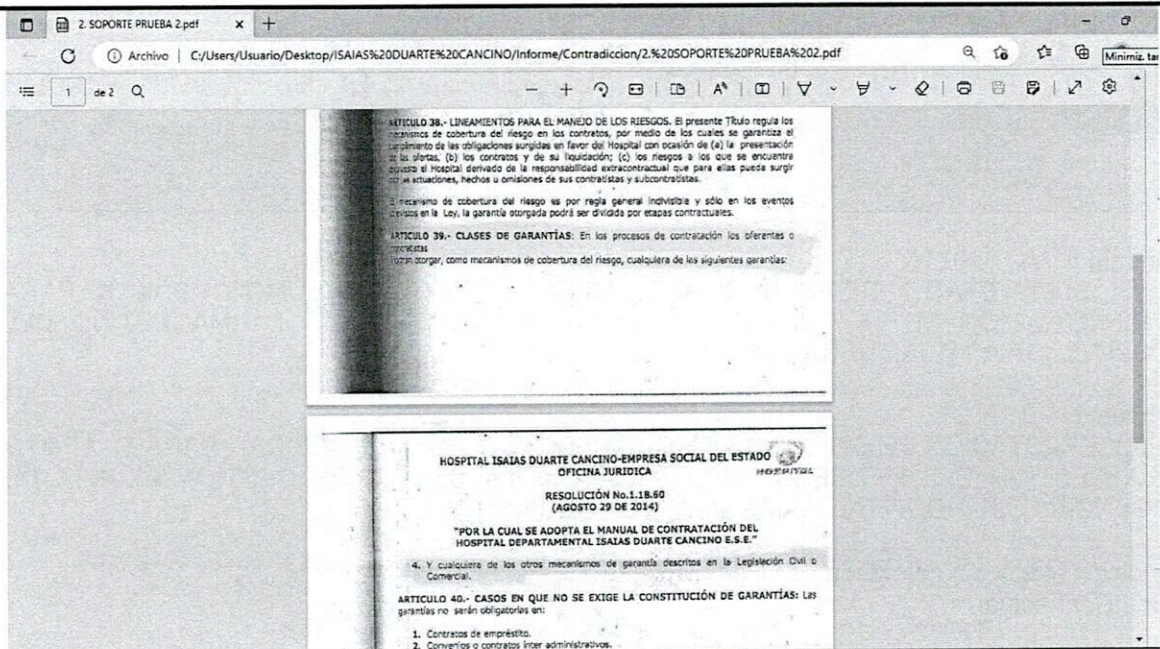 2. SOPORTE PRUEBA 2.pdf
Archivo | C:/Users/Usuario/Desktop/ISAIAS%20DUARTE%20CANCINO/Informe/Contradiccion/2.%20SOPORTE%20PRUEBA%202.pdf
Minimiz. tar
1 de 2
ARTICULO 38.- LINEAMIENTOS PARA EL MANEJO DE LOS RIESGOS. El presente Título regula los
mecanismos de cobertura del riesgo en los contratos, por medio de los cuales se garantiza el
cumplimiento de las obligaciones surgidas en favor del Hospital con ocasión de (a) la presentación
de las ofertas, (b) los contratos y de su liquidación; (c) los riesgos a los que se encuentra
expuesto el Hospital derivado de la responsabilidad extracontractual que para ellas pueda surgir
actuaciones, hechos u omisiones de sus contratistas y subcontratistas.
mecanismo de cobertura del riesgo es por regla general indivisible y sólo en los eventos
previstos en la Ley, la garantía otorgada podrá ser dividida por etapas contractuales.
ARTICULO 39.- CLASES DE GARANTÍAS: En los procesos de contratación los oferentes o
contratistas
otorgar, como mecanismos de cobertura del riesgo, cualquiera de las siguientes garantías:
HOSPITAL ISAIAS DUARTE CANCINO-EMPRESA SOCIAL DEL ESTADO
OFICINA JURIDICA
HOSPITAL
RESOLUCIÓN No.1.1B.60
(AGOSTO 29 DE 2014)
"POR LA CUAL SE ADOPTA EL MANUAL DE CONTRATACIÓN DEL
HOSPITAL DEPARTAMENTAL ISAIAS DUARTE CANCINO E.S.E."
4. Y cualquiera de los otros mecanismos de garantía descritos en la Legislación Civil o
Comercial.
ARTICULO 40.- CASOS EN QUE NO SE EXIGE LA CONSTITUCIÓN DE GARANTÍAS: Las
garantías no serán obligatorias en:
1. Contratos de empréstito.
2. Convenios o contratos inter administrativos.